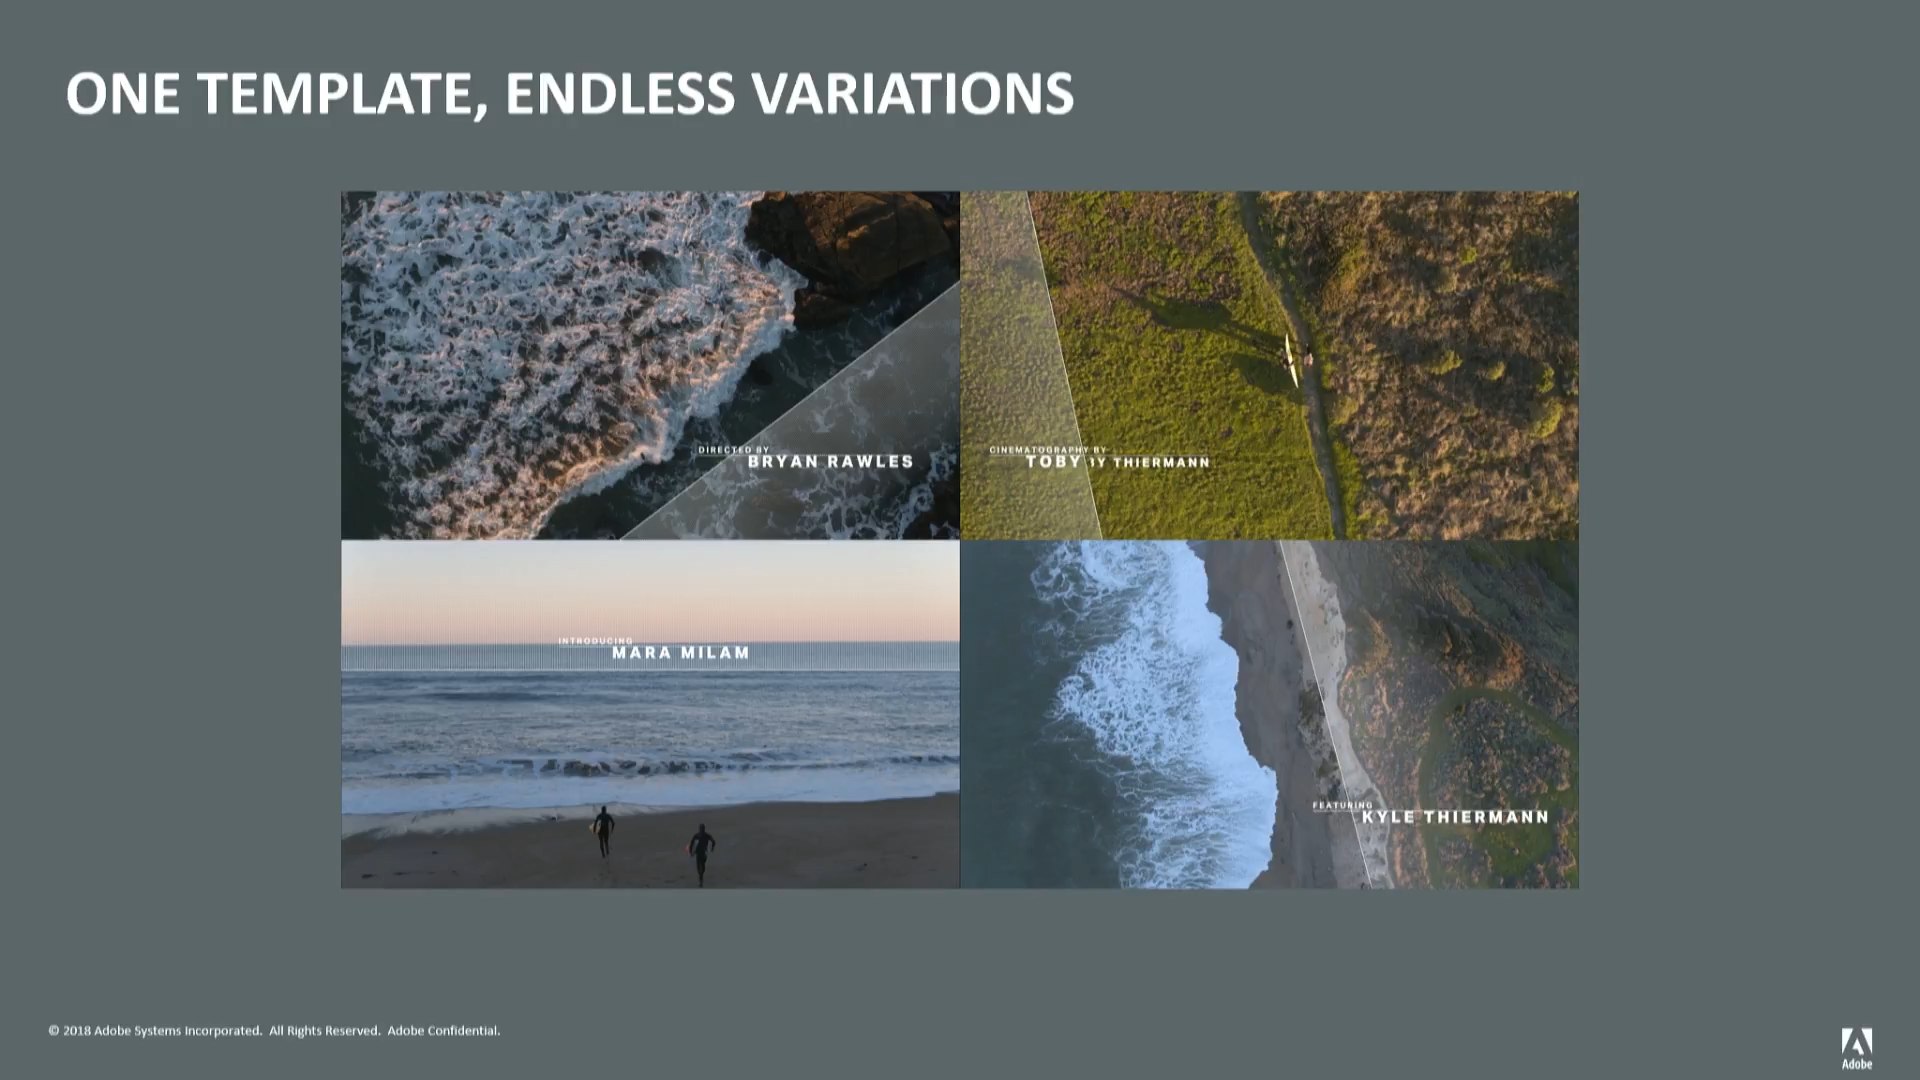 ONE TEMPLATE, ENDLESS VARIATIONS
DIRECTED BY
BRYAN RAWLES
CINEMATOGRAPHY BY
TOBY 1Y THIERMANN
INTRODUCING
MARA MILAM
FEATURING
KYLE THIERMANN
© 2018 Adobe Systems Incorporated. All Rights Reserved. Adobe Confidential.
Adobe